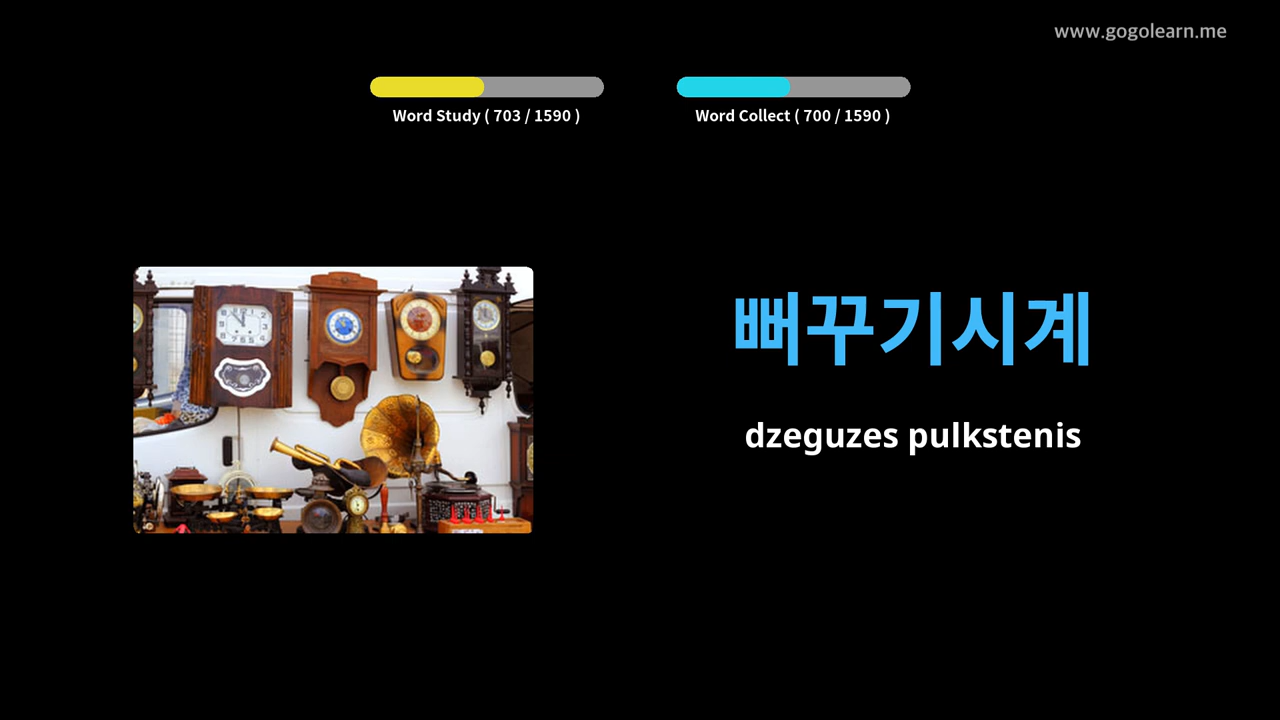 www.gogolearn.me
Word Study ( 703 / 1590 )
Word Collect ( 700 / 1590 )
뻐꾸기시계
dzeguzes pulkstenis